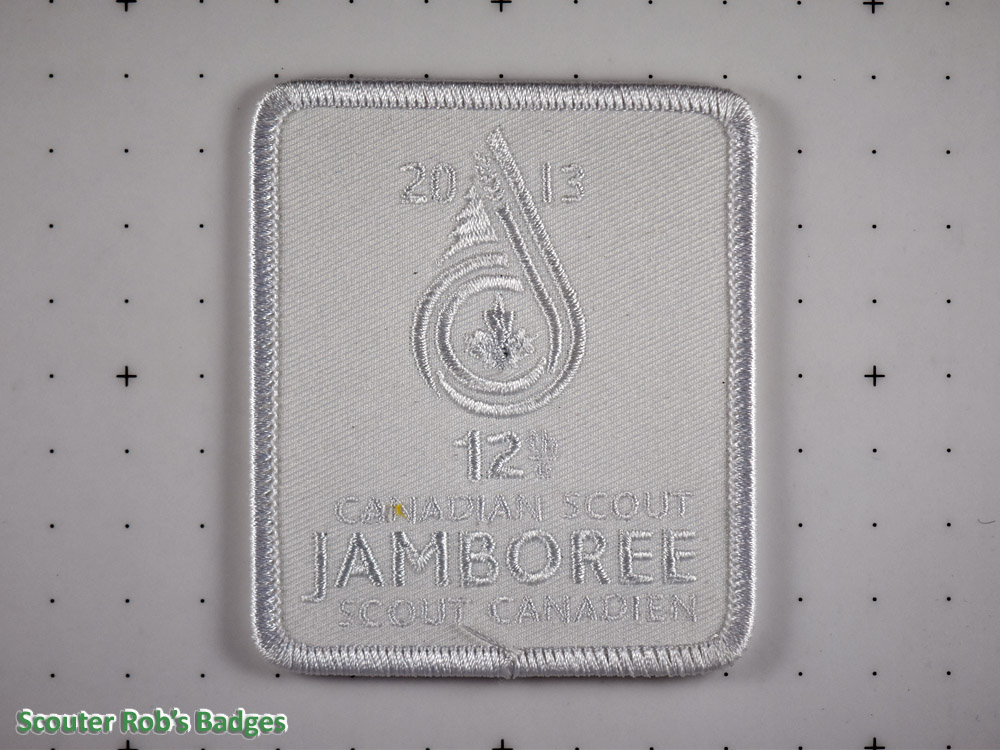 20 13
12
CANADIAN SCOUT
JAMBOREE
SCOUT CANADIEN
Scouter Rob's Badges